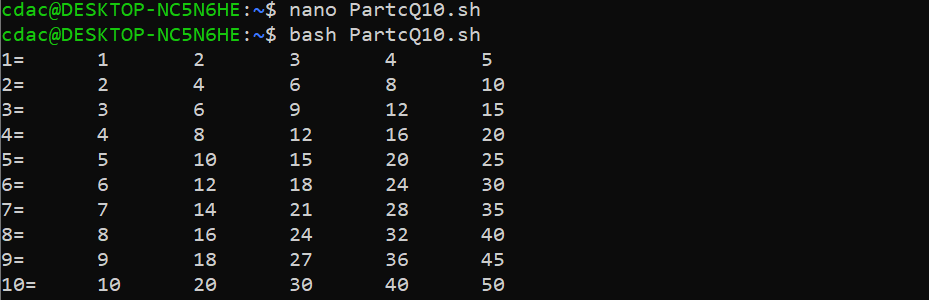 cdac@DESKTOP-NC5N6HE:~$ nano PartcQ10.sh
cdac@DESKTOP-NC5N6HE:~$ bash PartcQ10.sh
1=	1	2	3	4	5
2=	2	4	6	8	10
3=	3	6	9	12	15
4=	4	8	12	16	20
5=	5	10	15	20	25
6=	6	12	18	24	30
7=	7	14	21	28	35
8=	8	16	24	32	40
9=	9	18	27	36	45
10=	10	20	30	40	50